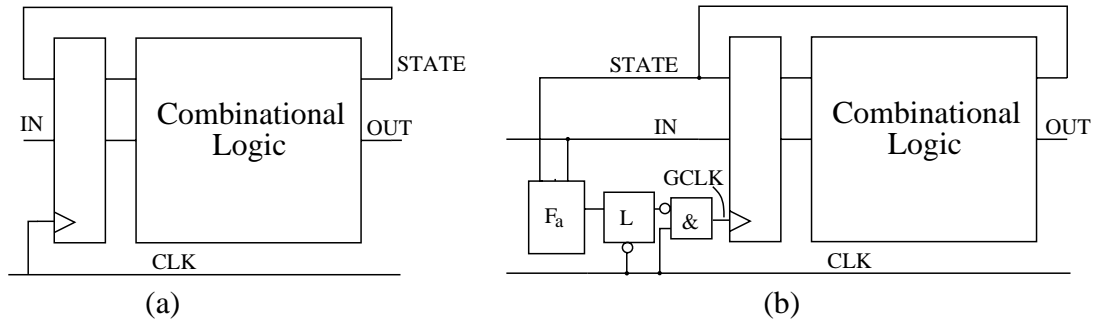 STATE
Combinational
Logic
IN
OUT
CLK
(a)
STATE
Combinational
Logic
IN
OUT
GCLK
Fa
L
&
CLK
(b)